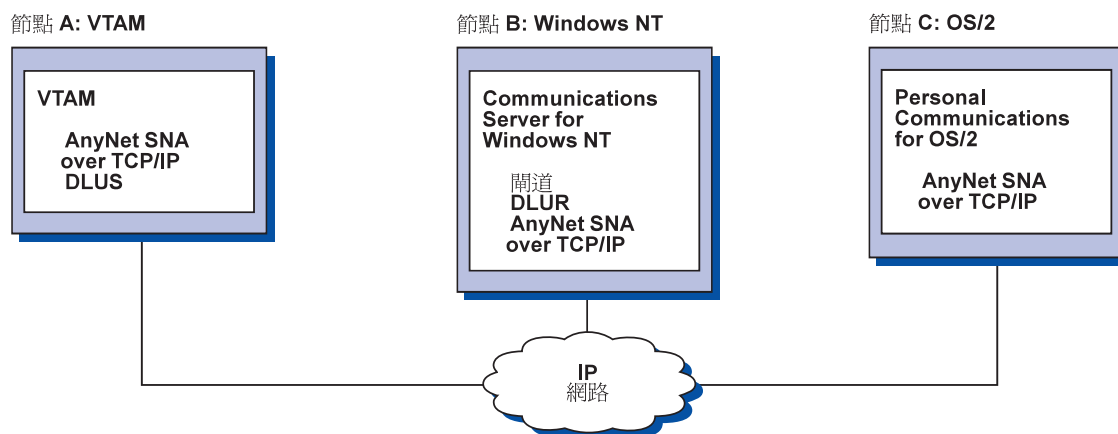 節點 A: VTAM
VTAM
AnyNet SNA
over TCP/IP
DLUS
節點 B: Windows NT
Communications
Server for
Windows NT
閘道
DLUR
AnyNet SNA
over TCP/IP
節點 C: OS/2
Personal
Communications
for OS/2
AnyNet SNA
over TCP/IP
IP
網路